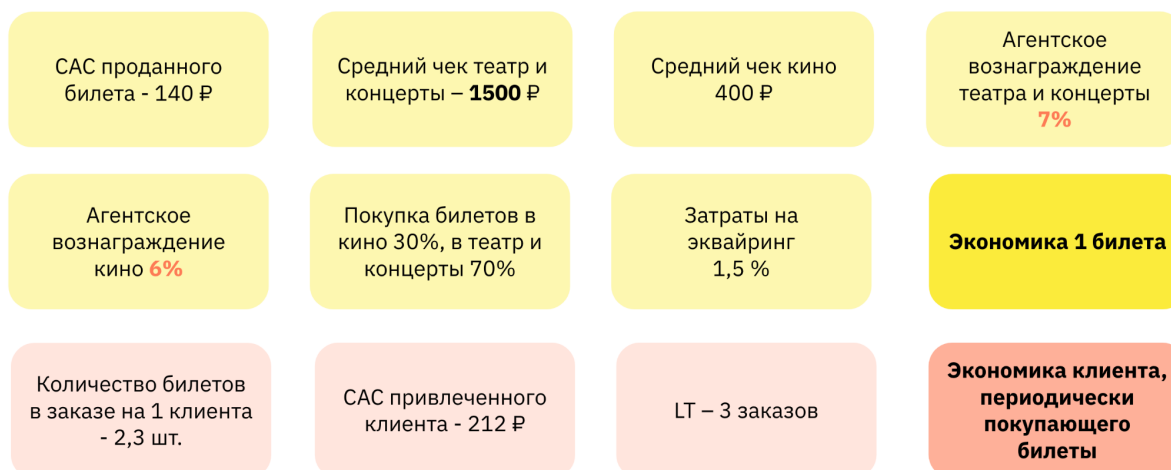 САС проданного
билета - 140 ₽
Средний чек театр и
концерты – 1500 ₽
Средний чек кино
400 ₽
Агентское
вознаграждение
театра и концерты
7%
Агентское
вознаграждение
кино 6%
Покупка билетов в
кино 30%, в театр и
концерты 70%
Затраты на
эквайринг
1,5 %
Экономика 1 билета
Количество билетов
в заказе на 1 клиента
- 2,3 шт.
САС привлеченного
клиента - 212 ₽
LT – 3 заказов
Экономика клиента,
периодически
покупающего
билеты